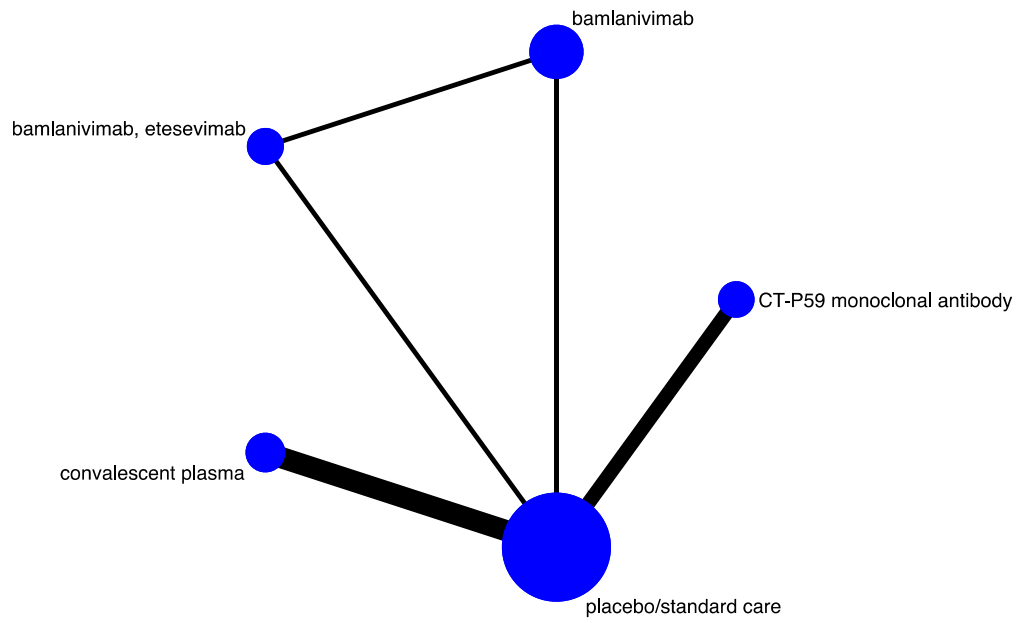 bamlanivimab
bamlanivimab, etesevimab
CT-P59 monoclonal antibody
convalescent plasma
placebo/standard care